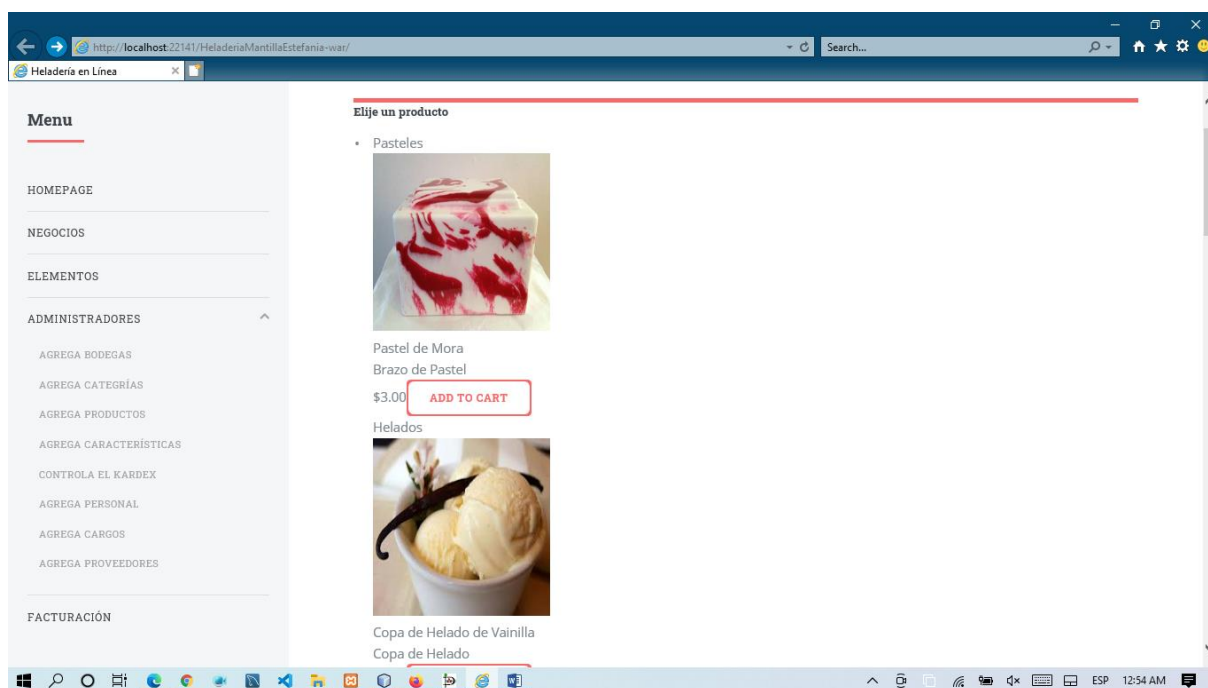 http://localhost:22141/HeladeriaMantillaEstefania-war/
Search...
Heladería en Línea
Menu
HOMEPAGE
NEGOCIOS
ELEMENTOS
ADMINISTRADORES
AGREGA BODEGAS
AGREGA CATEGRÍAS
AGREGA PRODUCTOS
AGREGA CARACTERÍSTICAS
CONTROLA EL KARDEX
AGREGA PERSONAL
AGREGA CARGOS
AGREGA PROVEEDORES
FACTURACIÓN
Elije un producto
Pasteles
Pastel de Mora
Brazo de Pastel
$3.00 ADD TO CART
Helados
Copa de Helado de Vainilla
Copa de Helado
ESP 12:54 AM